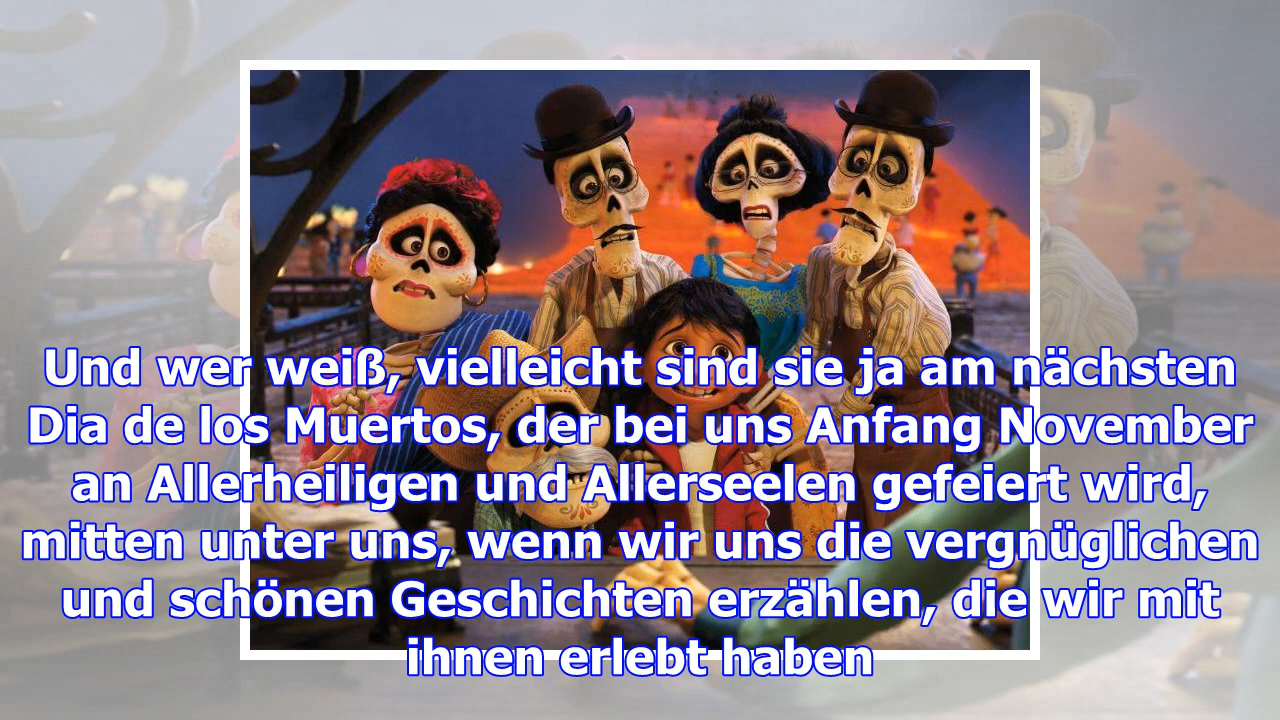 Und wer weiß, vielleicht sind sie ja am nächsten
Dia de los Muertos, der bei uns Anfang November
an Allerheiligen und Allerseelen gefeiert wird,
mitten unter uns, wenn wir uns die vergnüglichen
und schönen Geschichten erzählen, die wir mit
ihnen erlebt haben